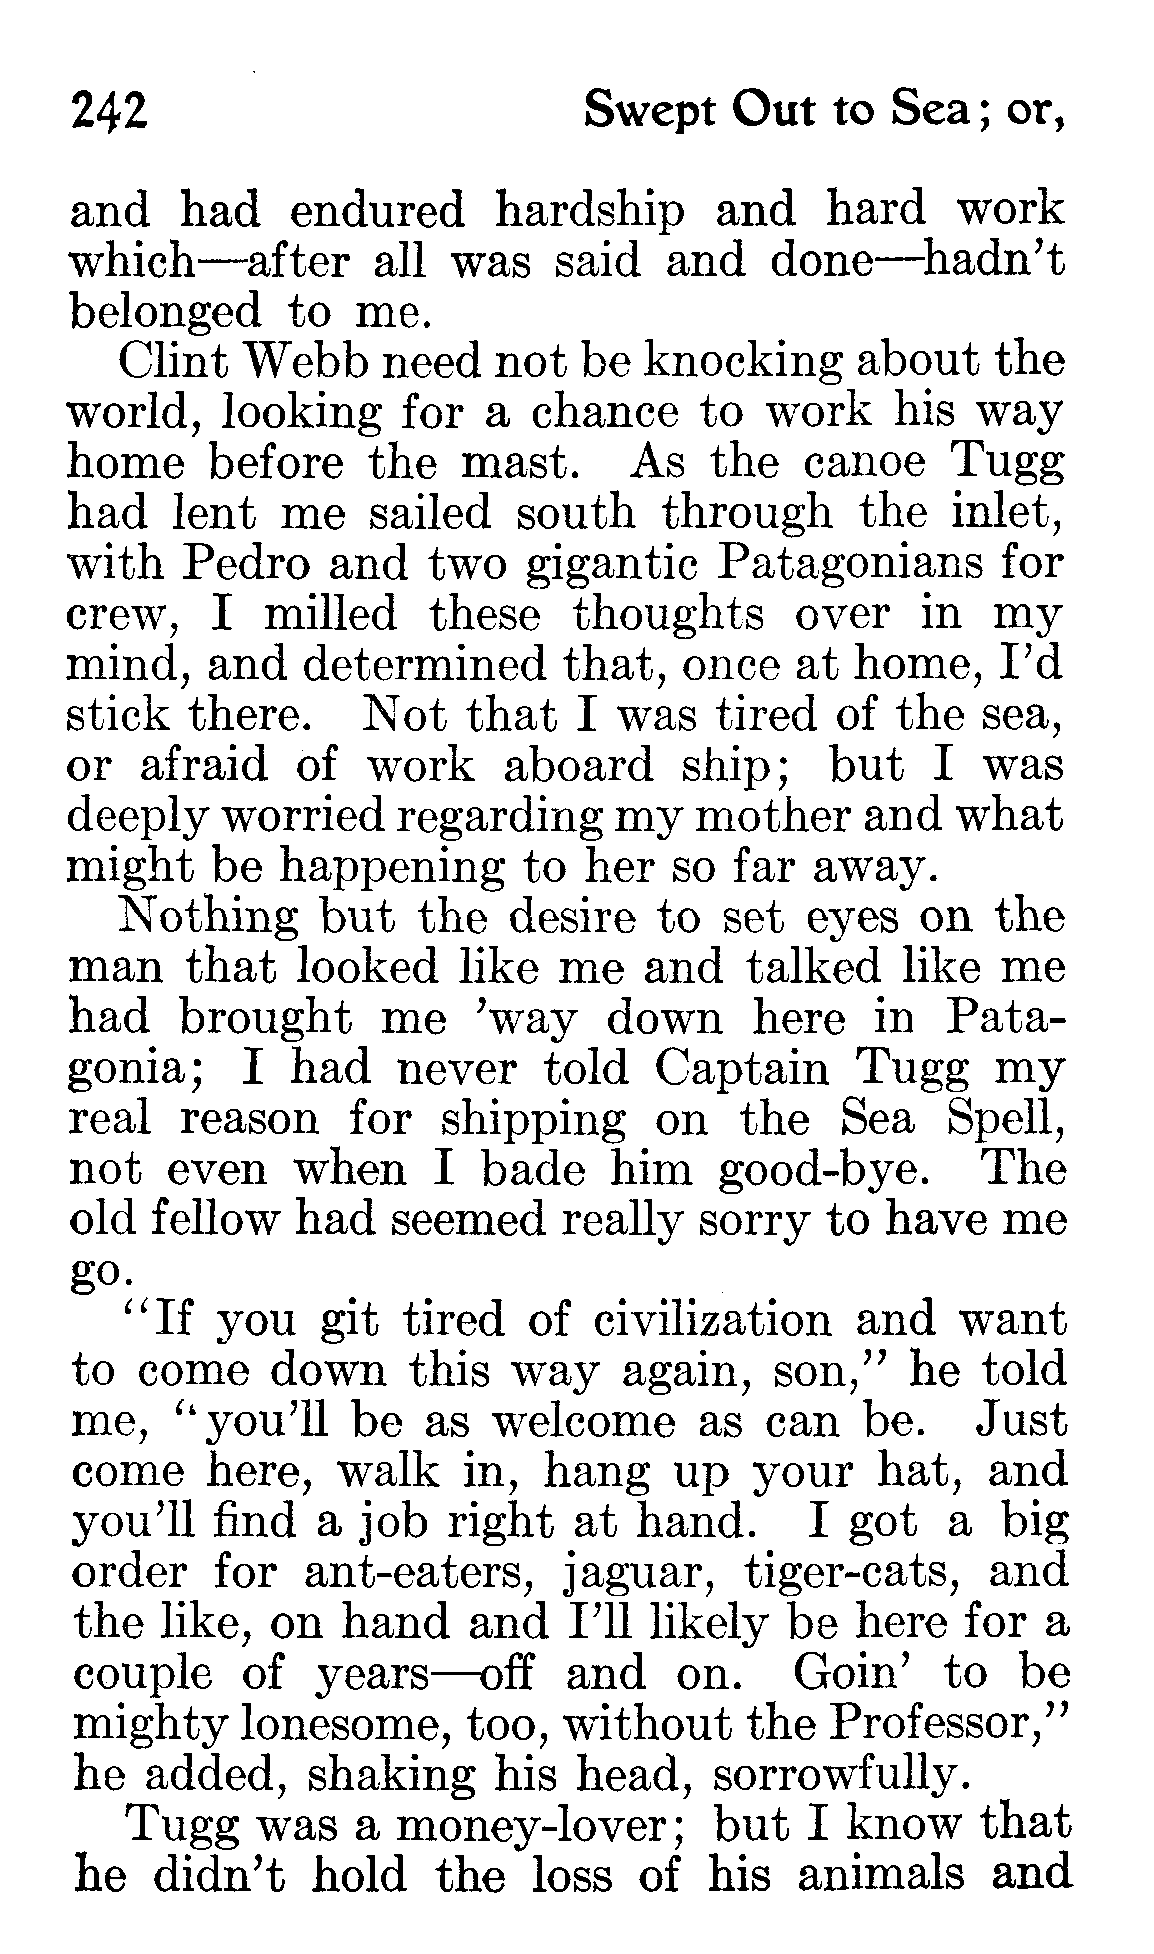 242 Swept Out to Sea; or,
and had endured hardship and hard work
which—after all was said and done—hadn't
belonged to me.
Clint Webb need not be knocking about the
world, looking for a chance to work his way
home before the mast. As the canoe Tugg
had lent me sailed south through the inlet,
with Pedro and two gigantic Patagonians for
crew, I milled these thoughts over in my
mind, and determined that, once at home, I'd
stick there. Not that I was tired of the sea,
or afraid of work aboard ship; but I was
deeply worried regarding my mother and what
might be happening to her so far away.
Nothing but the desire to set eyes on the
man that looked like me and talked like me
had brought me 'way down here in Pata-
gonia; I had never told Captain Tugg my
real reason for shipping on the Sea Spell,
not even when I bade him good-bye. The
old fellow had seemed really sorry to have me
go.
"If you git tired of civilization and want
to come down this way again, son," he told
me, "you'll be as welcome as can be. Just
come here, walk in, hang up your hat, and
you'll find a job right at hand. I got a big
order for ant-eaters, jaguar, tiger-cats, and
the like, on hand and I'll likely be here for a
couple of years—off and on. Goin' to be
mighty lonesome, too, without the Professor,"
he added, shaking his head, sorrowfully.
Tugg was a money-lover; but I know that
he didn't hold the loss of his animals and